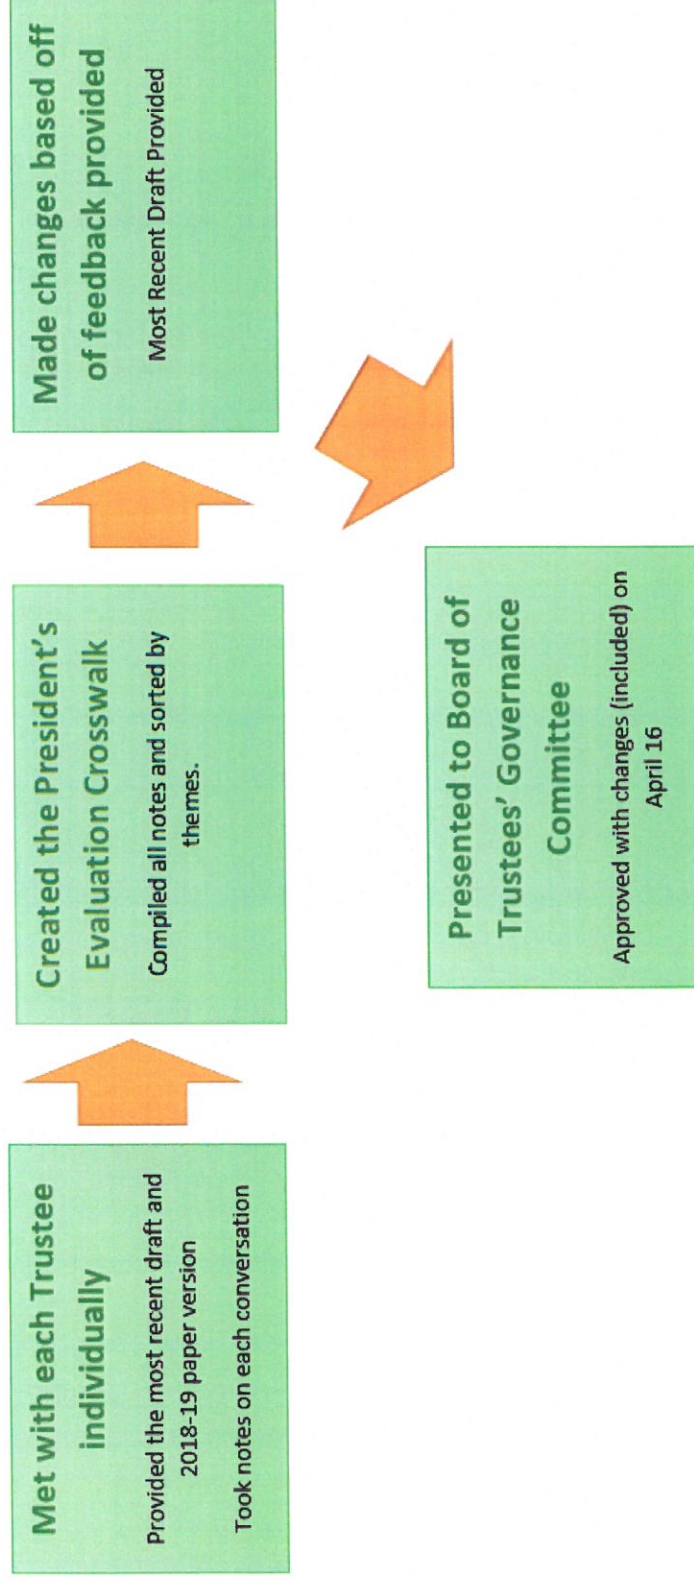 Met with each Trustee
individually
Provided the most recent draft and
2018-19 paper version
Took notes on each conversation
Created the President's
Evaluation Crosswalk
Compiled all notes and sorted by
themes.
Made changes based off
of feedback provided
Most Recent Draft Provided
Presented to Board of
Trustees' Governance
Committee
Approved with changes (included) on
April 16